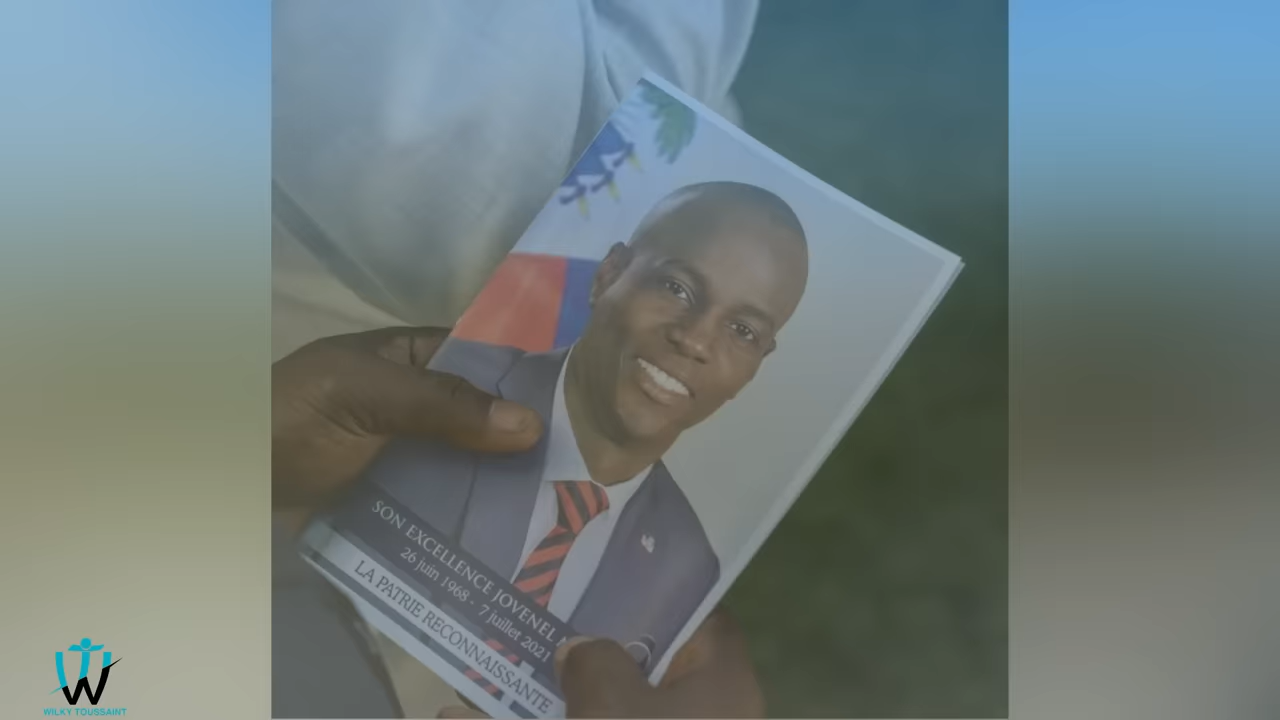 SON EXCELLENCE JOVENEL
26 juin 1968 - 7 juillet 2021
LA PATRIE RECONNAISSANTE
WILKY TOUSSAINT